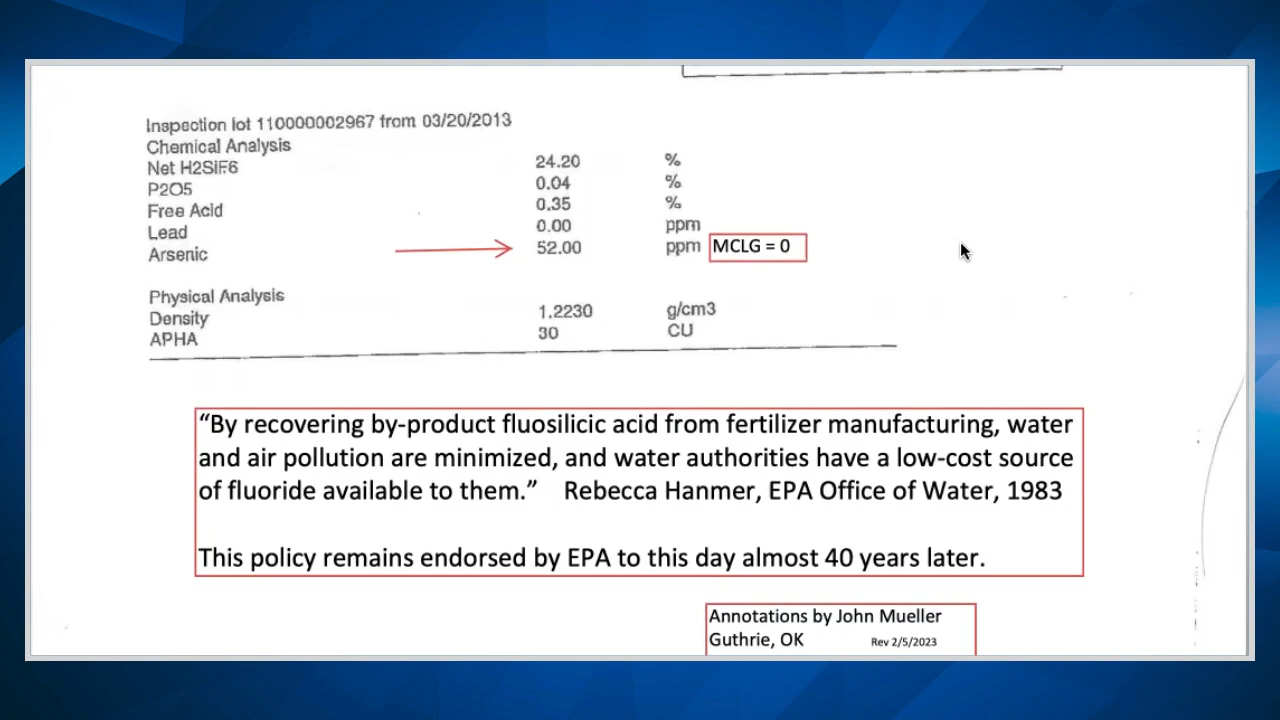 Inspection lot 110000002967 from 03/20/2013
Chemical Analysis
Net H2SiF6 24.20 %
P2O5 0.04 %
Free Acid 0.35 %
Lead 0.00 ppm
Arsenic 52.00 ppm MCLG = 0
Physical Analysis
Density 1.2230 g/cm3
APHA 30 CU
“By recovering by-product fluosilicic acid from fertilizer manufacturing, water
and air pollution are minimized, and water authorities have a low-cost source
of fluoride available to them.” Rebecca Hanmer, EPA Office of Water, 1983
This policy remains endorsed by EPA to this day almost 40 years later.
Annotations by John Mueller
Guthrie, OK Rev 2/5/2023